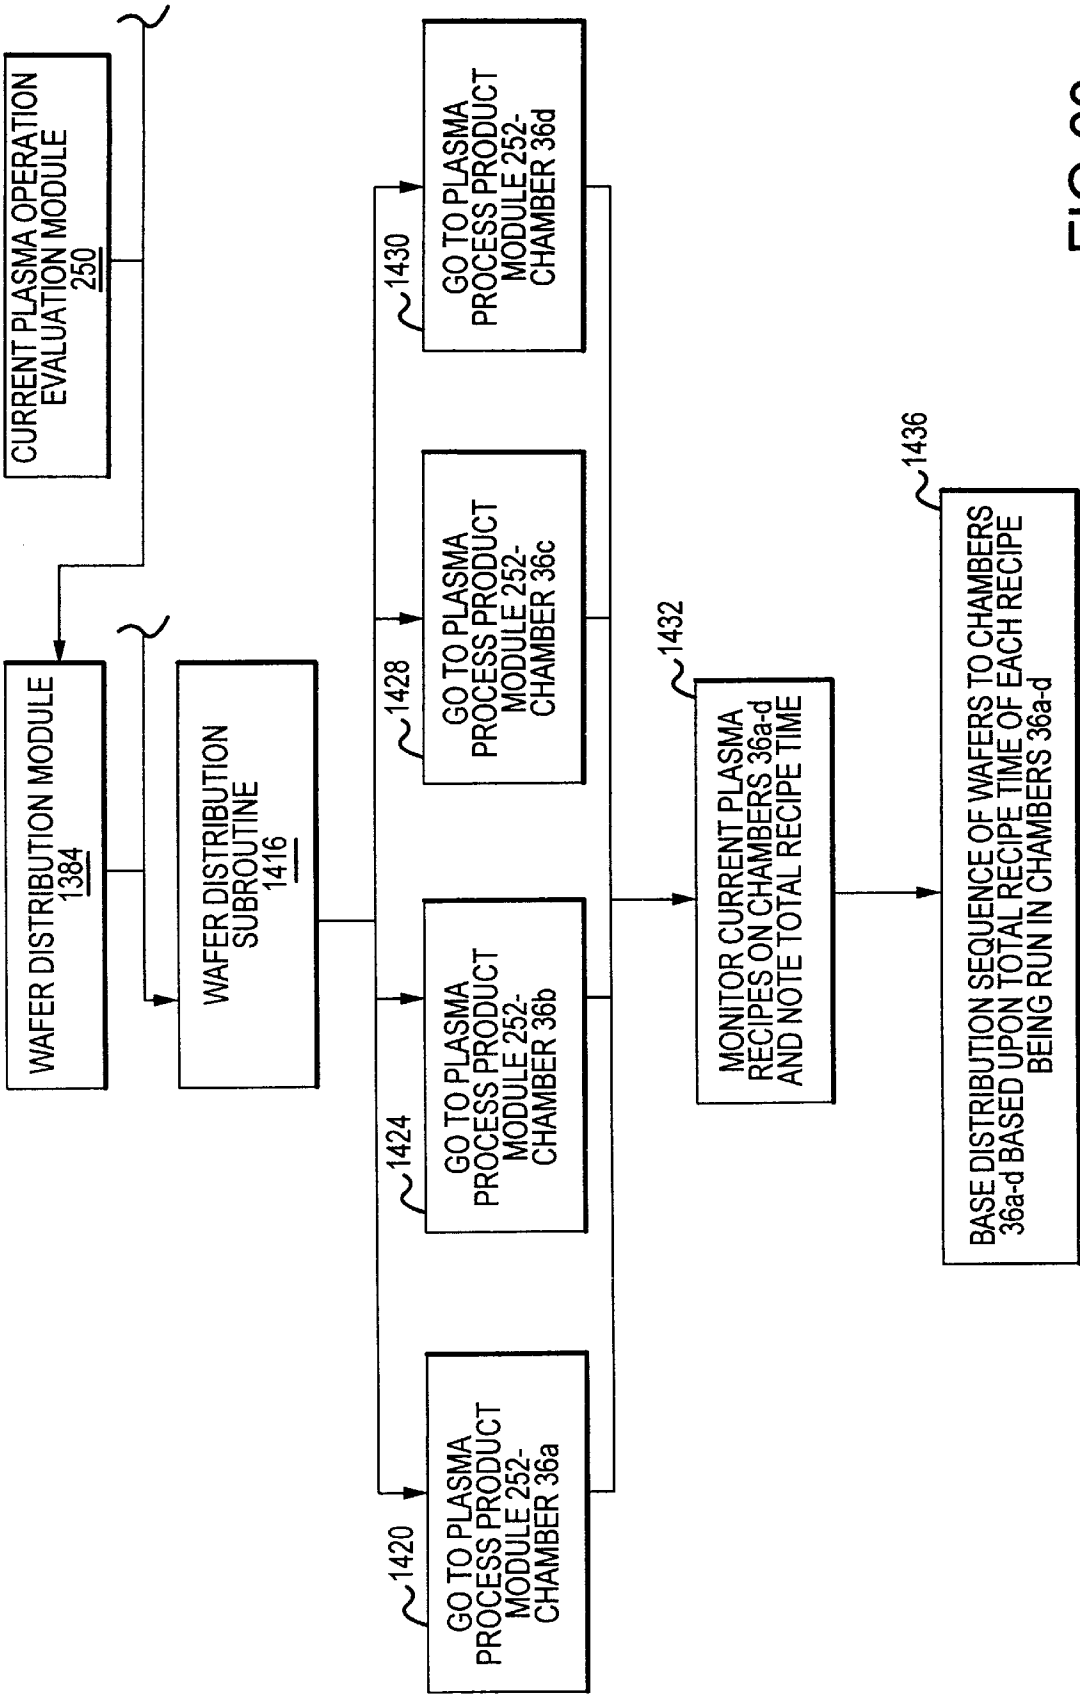 CURRENT PLASMA OPERATION
EVALUATION MODULE
250
WAFER DISTRIBUTION MODULE
1384
WAFER DISTRIBUTION
SUBROUTINE
1416
1420
GO TO PLASMA
PROCESS PRODUCT
MODULE 252-
CHAMBER 36a
1424
GO TO PLASMA
PROCESS PRODUCT
MODULE 252-
CHAMBER 36b
1428
GO TO PLASMA
PROCESS PRODUCT
MODULE 252-
CHAMBER 36c
1430
GO TO PLASMA
PROCESS PRODUCT
MODULE 252-
CHAMBER 36d
1432
MONITOR CURRENT PLASMA
RECIPES ON CHAMBERS 36a-d
AND NOTE TOTAL RECIPE TIME
1436
BASE DISTRIBUTION SEQUENCE OF WAFERS TO CHAMBERS
36a-d BASED UPON TOTAL RECIPE TIME OF EACH RECIPE
BEING RUN IN CHAMBERS 36a-d
FIG